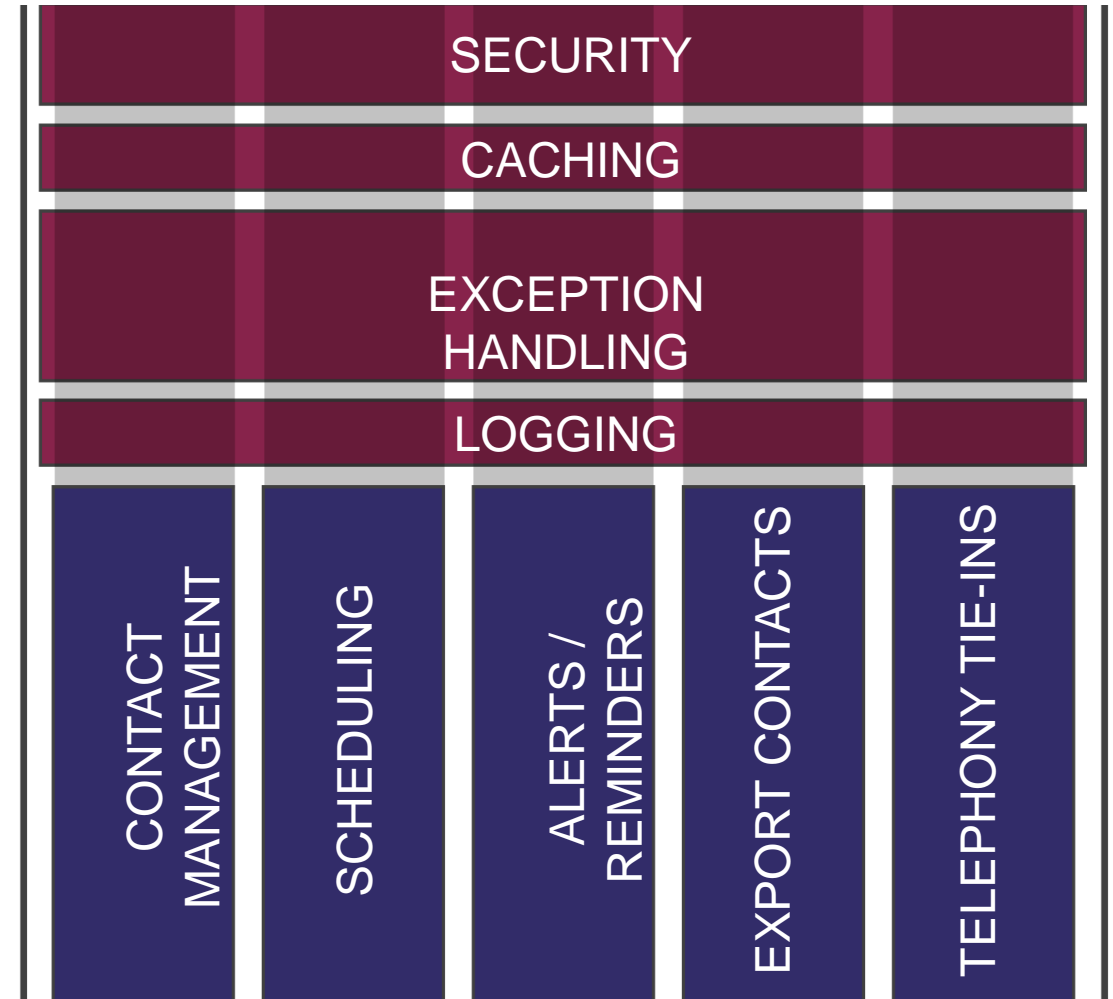 SECURITY
CACHING
EXCEPTION
HANDLING
LOGGING
CONTACT
MANAGEMENT
SCHEDULING
ALERTS /
REMINDERS
EXPORT CONTACTS
TELEPHONY TIE-INS